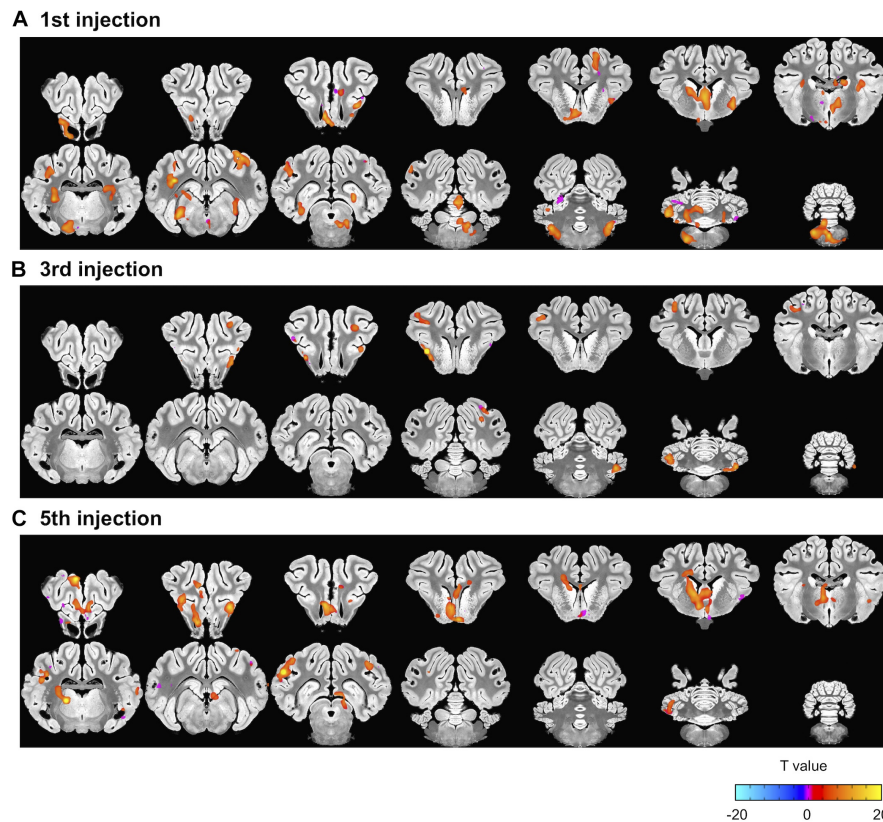 A 1st injection
B 3rd injection
C 5th injection
T value
-20 0 20